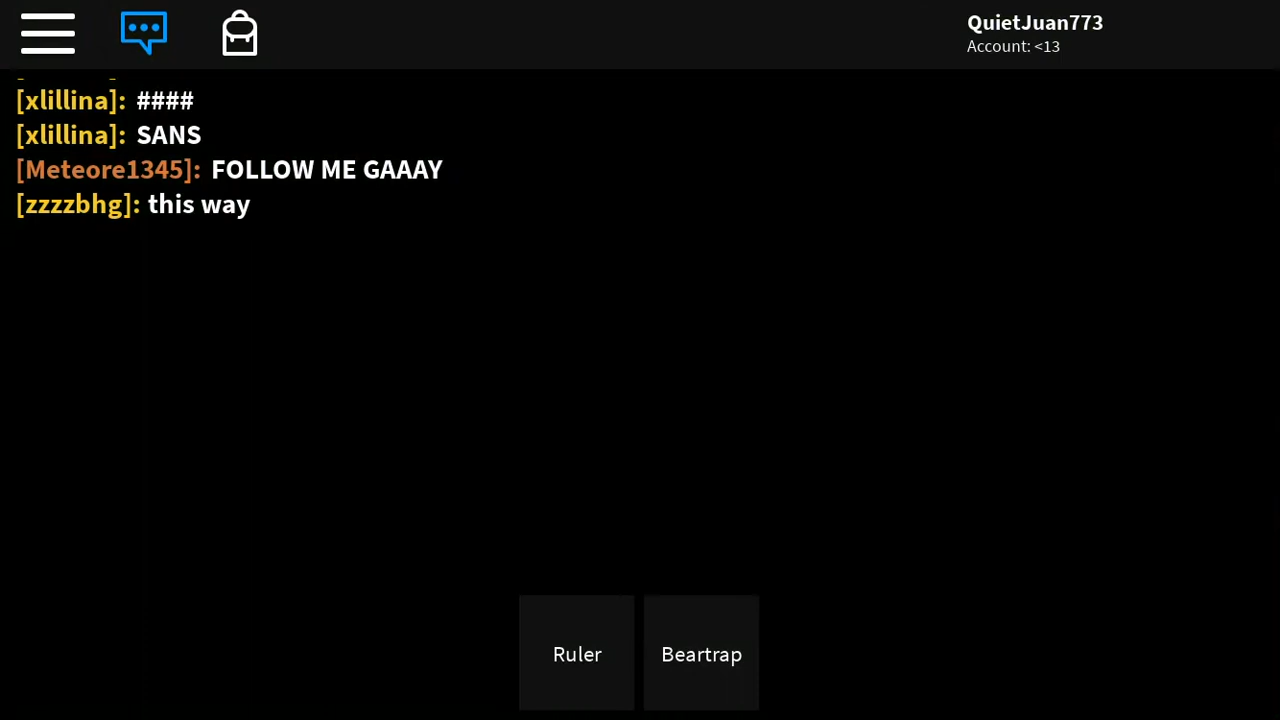 QuietJuan773
Account: <13
[xlillina]: ####
[xlillina]: SANS
[Meteore1345]: FOLLOW ME GAAAY
[zzzzbhg]: this way
Ruler
Beartrap